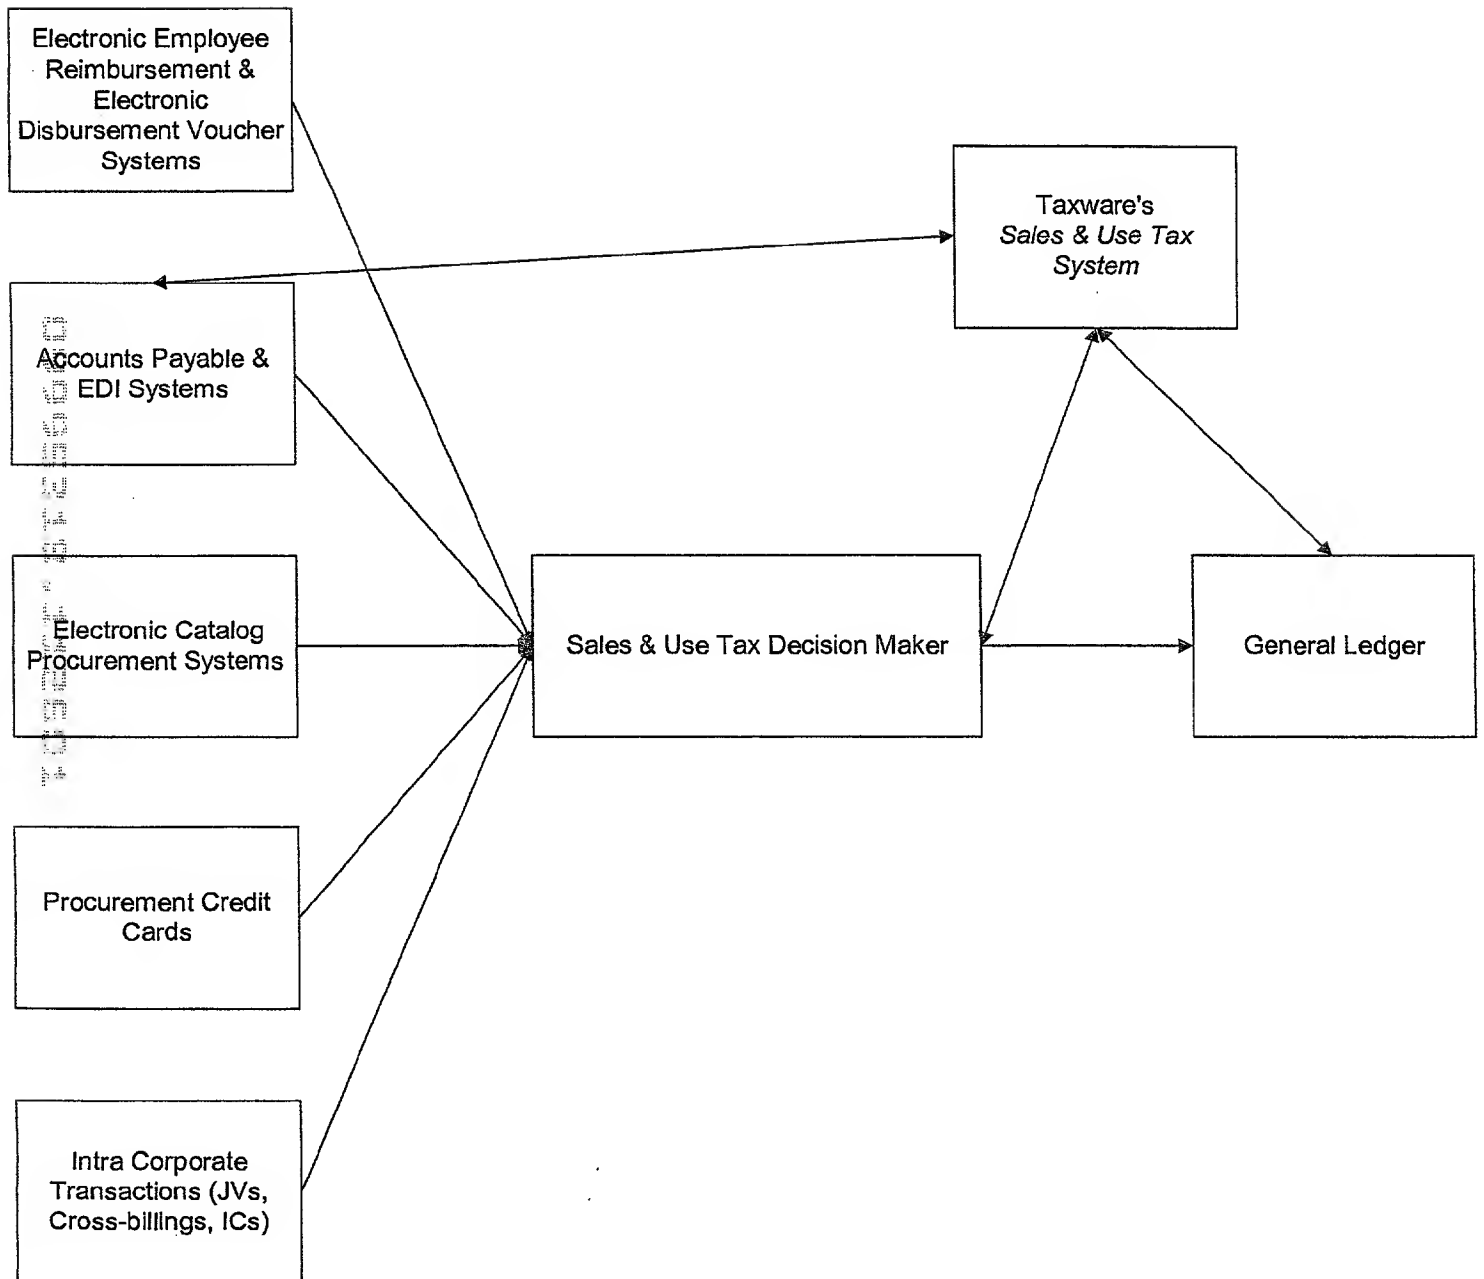 Electronic Employee
Reimbursement &
Electronic
Disbursement Voucher
Systems
Taxware's
Sales & Use Tax
System
Accounts Payable &
EDI Systems
Electronic Catalog
Procurement Systems
Sales & Use Tax Decision Maker
General Ledger
Procurement Credit
Cards
Intra Corporate
Transactions (JVs,
Cross-billings, ICs)